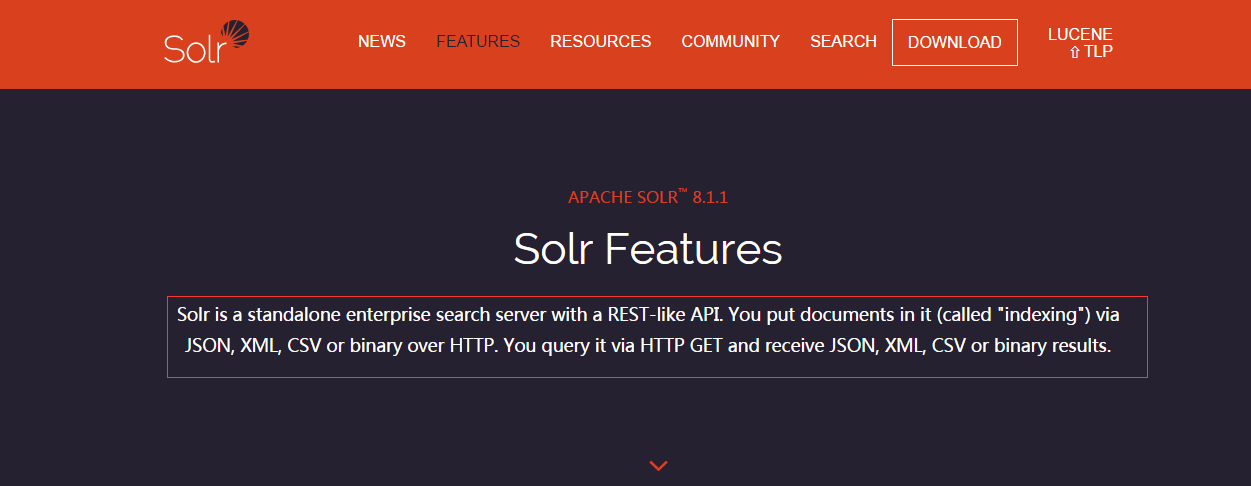 Solr
NEWS
FEATURES
RESOURCES
COMMUNITY
SEARCH
DOWNLOAD
LUCENE
⇧ TLP
APACHE SOLR™ 8.1.1
Solr Features
Solr is a standalone enterprise search server with a REST-like API. You put documents in it (called "indexing") via
JSON, XML, CSV or binary over HTTP. You query it via HTTP GET and receive JSON, XML, CSV or binary results.